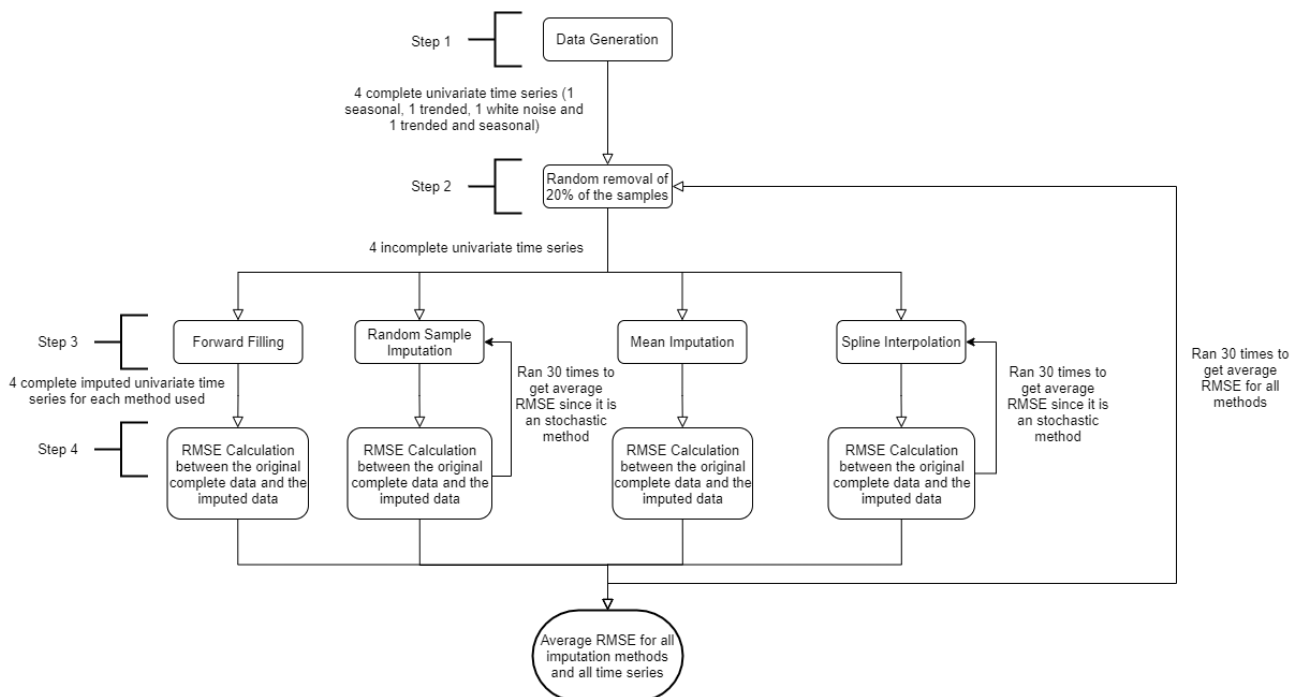 Step 1
Data Generation
4 complete univariate time series (1
seasonal, 1 trended, 1 white noise and
1 trended and seasonal)
Step 2
Random removal of
20% of the samples
4 incomplete univariate time series
Step 3
Forward Filling
Random Sample
Imputation
Mean Imputation
Spline Interpolation
Ran 30 times to
get average
RMSE since it is
an stochastic
method
Ran 30 times to
get average
RMSE since it is
an stochastic
method
Ran 30 times to
get average
RMSE for all
methods
4 complete imputed univariate time
series for each method used
Step 4
RMSE Calculation
between the original
complete data and the
imputed data
RMSE Calculation
between the original
complete data and the
imputed data
RMSE Calculation
between the original
complete data and the
imputed data
RMSE Calculation
between the original
complete data and the
imputed data
Average RMSE for all
imputation methods
and all time series